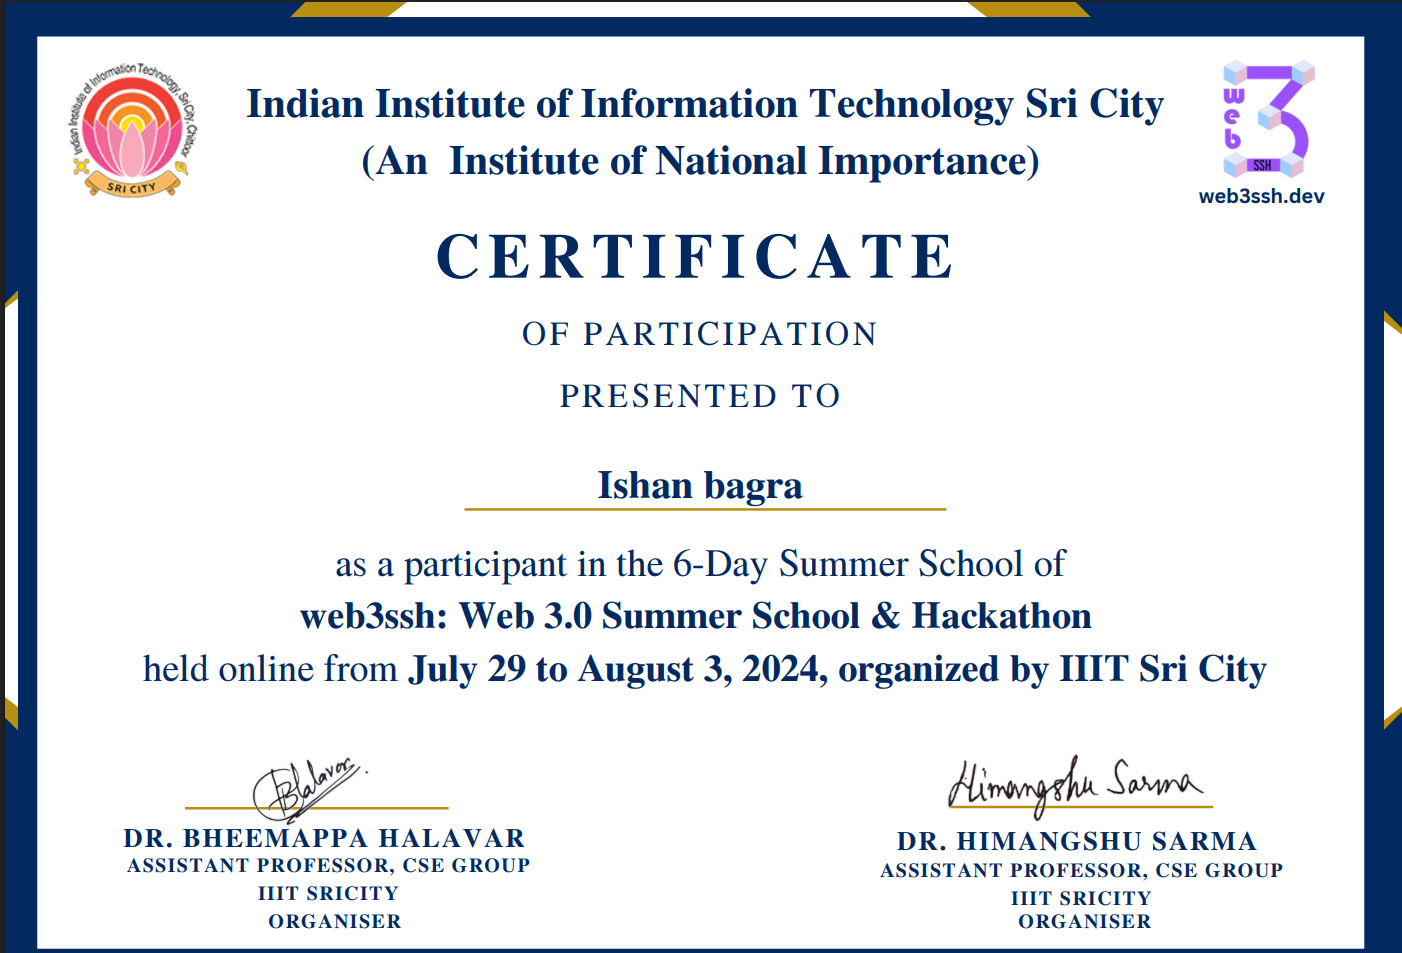 Indian Institute of Information Technology, SriCity, Chittoor
SRI CITY
Indian Institute of Information Technology Sri City
(An Institute of National Importance)
web
3
SSH
web3ssh.dev
CERTIFICATE
OF PARTICIPATION
PRESENTED TO
Ishan bagra
as a participant in the 6-Day Summer School of
web3ssh: Web 3.0 Summer School & Hackathon
held online from July 29 to August 3, 2024, organized by IIIT Sri City
BHalavar.
DR. BHEEMAPPA HALAVAR
ASSISTANT PROFESSOR, CSE GROUP
IIIT SRICITY
ORGANISER
Himangshu Sarma
DR. HIMANGSHU SARMA
ASSISTANT PROFESSOR, CSE GROUP
IIIT SRICITY
ORGANISER